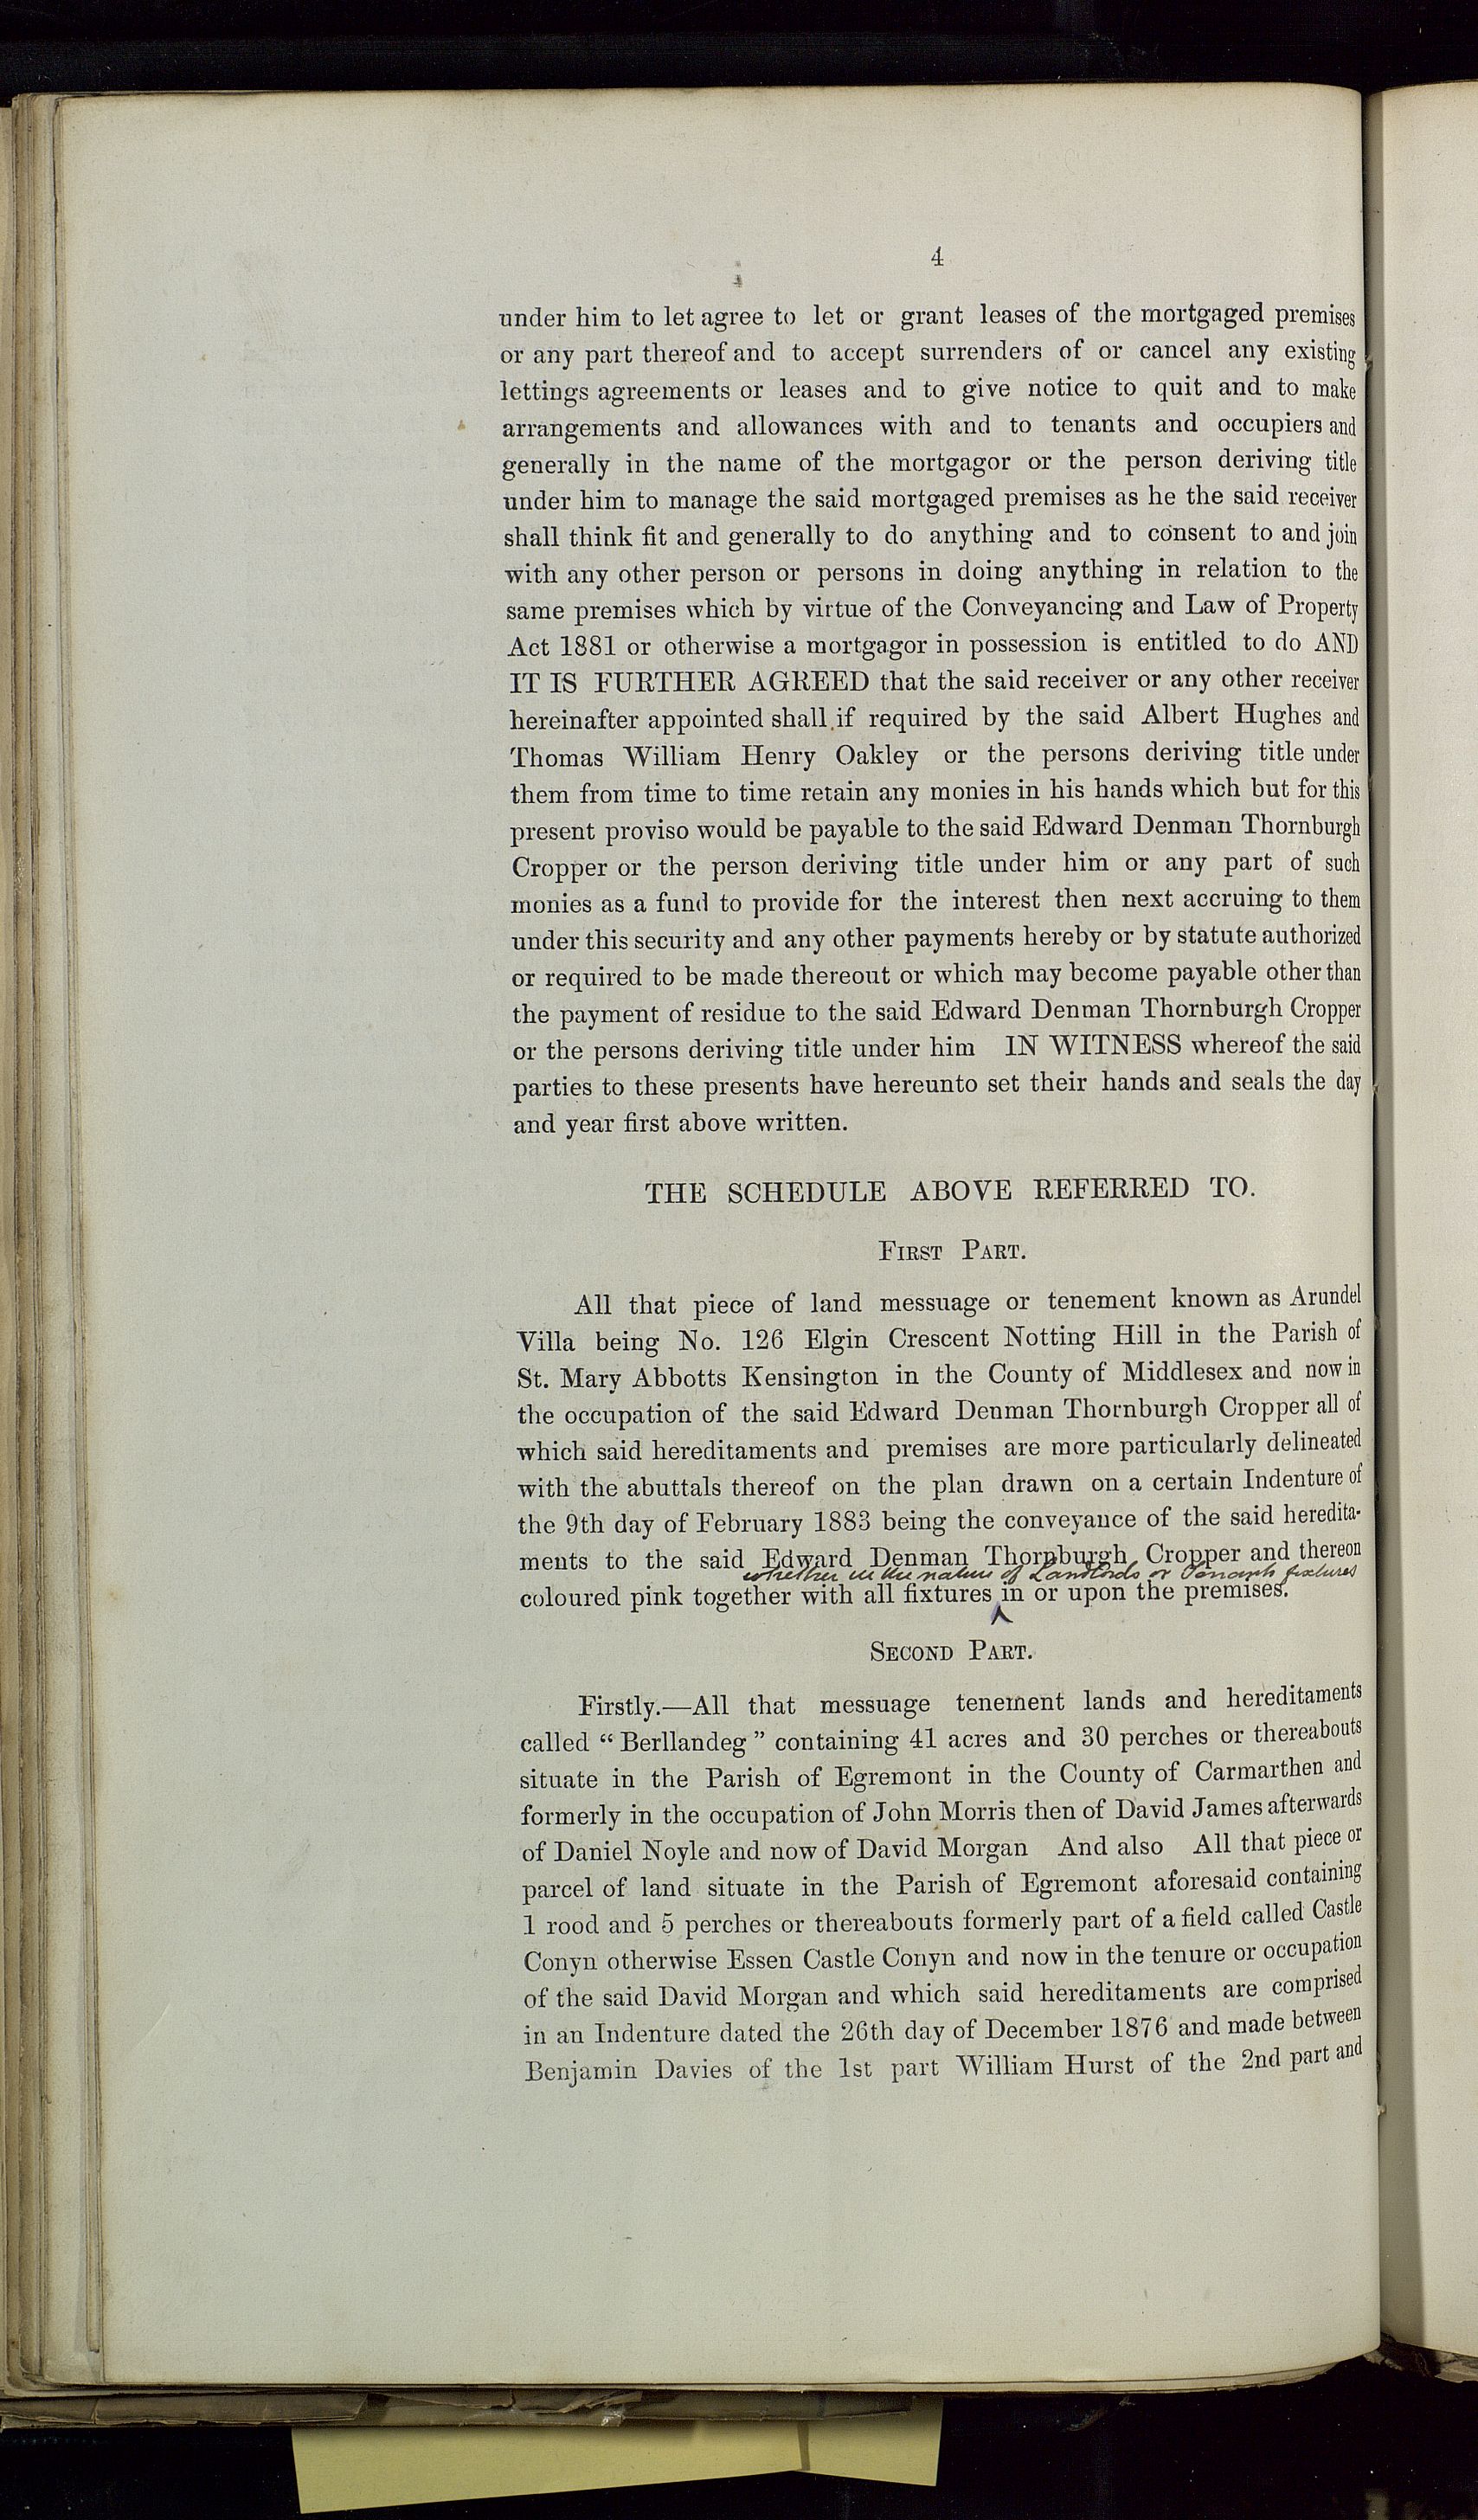 4
under him to let agree to let or grant leases of the mortgaged premises
or any part thereof and to accept surrenders of or cancel any existing
lettings agreements or leases and to give notice to quit and to make
arrangements and allowances with and to tenants and occupiers and
generally in the name of the mortgagor or the person deriving title
under him to manage the said mortgaged premises as he the said receiver
shall think fit and generally to do anything and to consent to and join
with any other person or persons in doing anything in relation to the
same premises which by virtue of the Conveyancing and Law of Property
Act 1881 or otherwise a mortgagor in possession is entitled to do AND
IT IS FURTHER AGREED that the said receiver or any other receiver
hereinafter appointed shall if required by the said Albert Hughes and
Thomas William Henry Oakley or the persons deriving title under
them from time to time retain any monies in his hands which but for this
present proviso would be payable to the said Edward Denman Thornburgh
Cropper or the person deriving title under him or any part of such
monies as a fund to provide for the interest then next accruing to them
under this security and any other payments hereby or by statute authorized
or required to be made thereout or which may become payable other than
the payment of residue to the said Edward Denman Thornburgh Cropper
or the persons deriving title under him IN WITNESS whereof the said
parties to these presents have hereunto set their hands and seals the day
and year first above written.
THE SCHEDULE ABOVE REFERRED TO.
FIRST PART.
All that piece of land messuage or tenement known as Arundel
Villa being No. 126 Elgin Crescent Notting Hill in the Parish of
St. Mary Abbotts Kensington in the County of Middlesex and now in
the occupation of the said Edward Denman Thornburgh Cropper all of
which said hereditaments and premises are more particularly delineated
with the abuttals thereof on the plan drawn on a certain Indenture of
the 9th day of February 1883 being the conveyance of the said heredita-
ments to the said Edward Denman Thornburgh Cropper and thereon
whether in the nature of Landlords or Tenants fixtures
coloured pink together with all fixtures in or upon the premises.
SECOND PART.
Firstly.—All that messuage tenement lands and hereditaments
called “ Berllandeg ” containing 41 acres and 30 perches or thereabouts
situate in the Parish of Egremont in the County of Carmarthen and
formerly in the occupation of John Morris then of David James afterwards
of Daniel Noyle and now of David Morgan And also All that piece or
parcel of land situate in the Parish of Egremont aforesaid containing
1 rood and 5 perches or thereabouts formerly part of a field called Castle
Conyn otherwise Essen Castle Conyn and now in the tenure or occupation
of the said David Morgan and which said hereditaments are comprised
in an Indenture dated the 26th day of December 1876 and made between
Benjamin Davies of the 1st part William Hurst of the 2nd part and